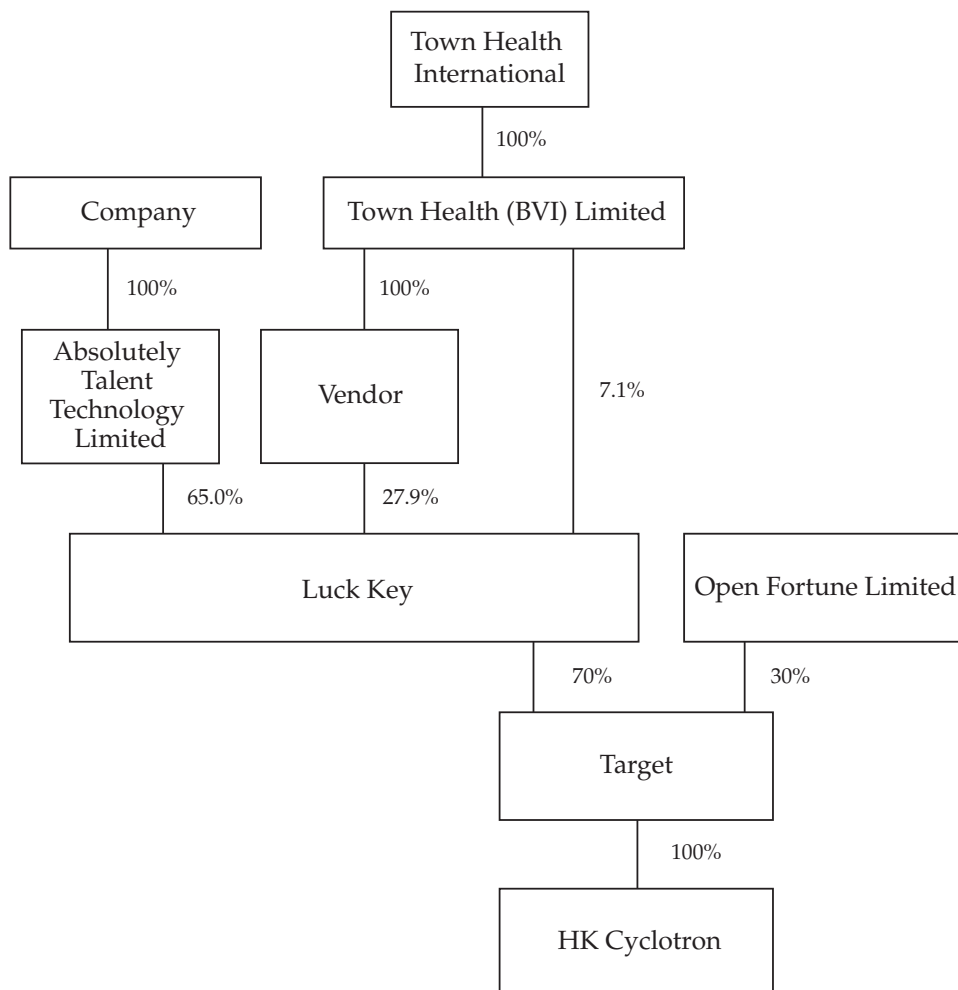 Town Health
International
100%
Company
Town Health (BVI) Limited
100%
100%
Absolutely
Talent
Technology
Limited
Vendor
7.1%
65.0%
27.9%
Luck Key
Open Fortune Limited
70%
30%
Target
100%
HK Cyclotron